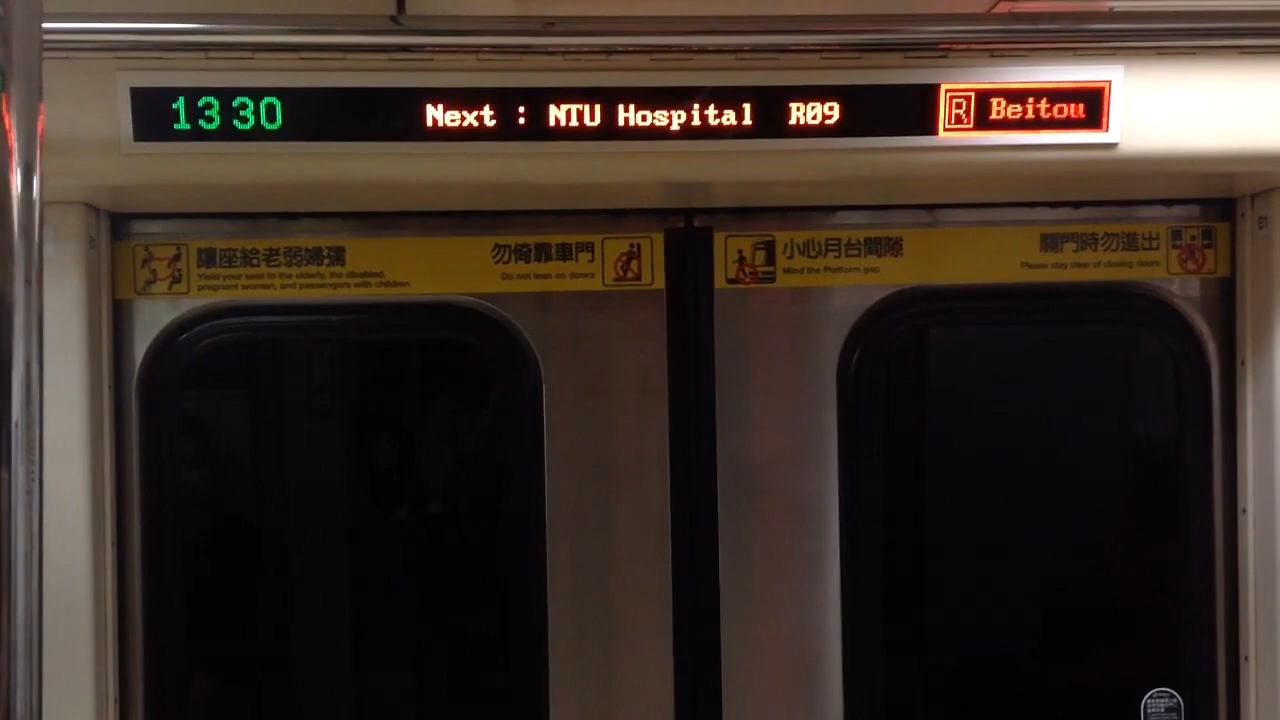 13 30
Next : NTU Hospital R09
R Beitou
讓座給老弱婦孺
Yield your seat to the elderly, the disabled,
pregnant women, and passengers with children
勿倚靠車門
Do not lean on doors
小心月台間隙
Mind the Platform gap
關門時勿進出
Please stay clear of closing doors